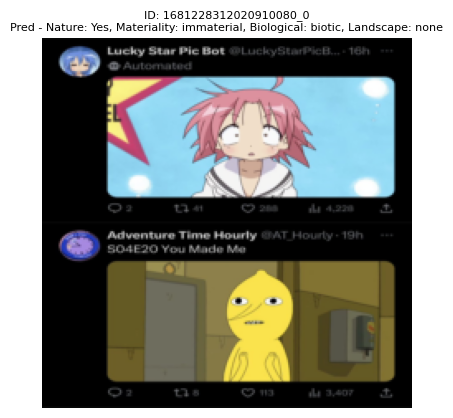 ID: 1681228312020910080_0
Pred - Nature: Yes, Materiality: immaterial, Biological: biotic, Landscape: none
Lucky Star Pic Bot @LuckyStarPicB... · 16h
Automated
EL
2 41 288 4,228
Adventure Time Hourly @AT_Hourly · 19h
S04E20 You Made Me
2 8 113 3,407